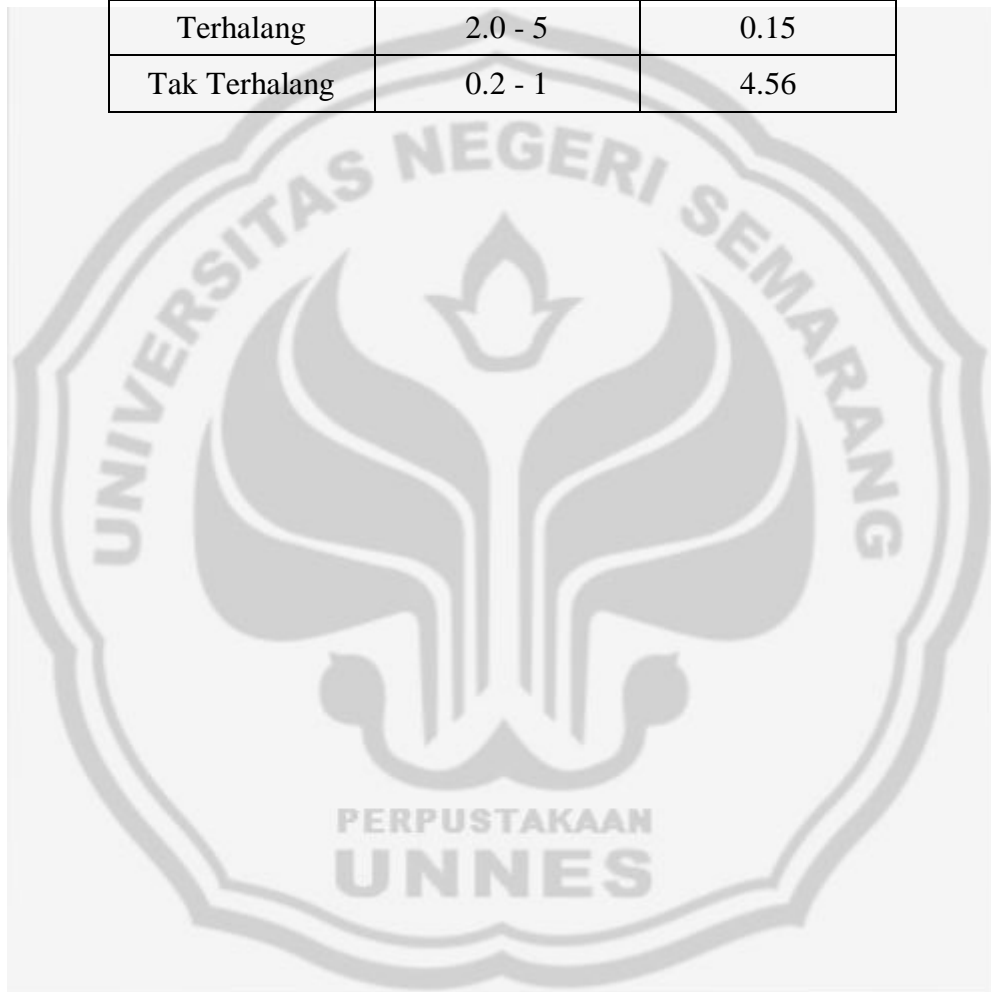 Terhalang 2.0 - 5 0.15
Tak Terhalang 0.2 - 1 4.56
UNIVERSITAS NEGERI SEMARANG
PERPUSTAKAAN
UNNES